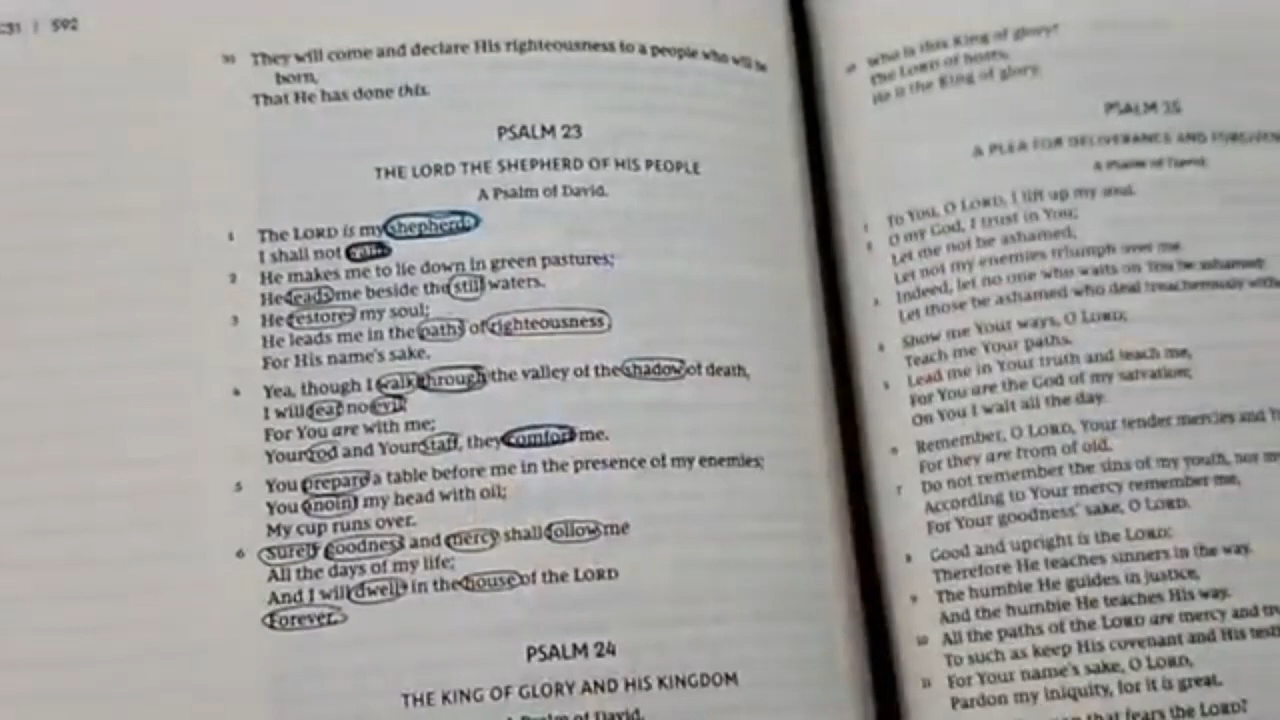 :31 | 592
31 They will come and declare His righteousness to a people who will be
born,
That He has done this.
PSALM 23
THE LORD THE SHEPHERD OF HIS PEOPLE
A Psalm of David.
1 The LORD is my shepherd;
I shall not
2 He makes me to lie down in green pastures;
He leads me beside the still waters.
3 He restores my soul;
He leads me in the paths of righteousness
For His name's sake.
4 Yea, though I walk through the valley of the shadow of death,
I will fear no evil;
For You are with me;
Your rod and Your staff, they comfort me.
5 You prepare a table before me in the presence of my enemies;
You anoint my head with oil;
My cup runs over.
6 Surely goodness and mercy shall follow me
All the days of my life;
And I will dwell in the house of the LORD
Forever.
PSALM 24
THE KING OF GLORY AND HIS KINGDOM
A Psalm of David.
10 Who is this King of glory?
The LORD of hosts,
He is the King of glory.
PSALM 25
A PLEA FOR DELIVERANCE AND
A Psalm of David.
1 To You, O LORD, I lift up my soul.
2 O my God, I trust in You;
Let me not be ashamed;
Let not my enemies triumph over me.
3 Indeed, let no one who waits on You be ashamed;
Let those be ashamed who deal treacherously
4 Show me Your ways, O LORD;
Teach me Your paths.
5 Lead me in Your truth and teach me,
For You are the God of my salvation;
On You I wait all the day.
6 Remember, O LORD, Your tender mercies and
For they are from of old.
7 Do not remember the sins of my youth, nor
According to Your mercy remember me,
For Your goodness' sake, O LORD.
8 Good and upright is the LORD;
Therefore He teaches sinners in the way.
9 The humble He guides in justice,
And the humble He teaches His way.
10 All the paths of the LORD are mercy and
To such as keep His covenant and His
11 For Your name's sake, O LORD,
Pardon my iniquity, for it is great.
that fears the LORD?